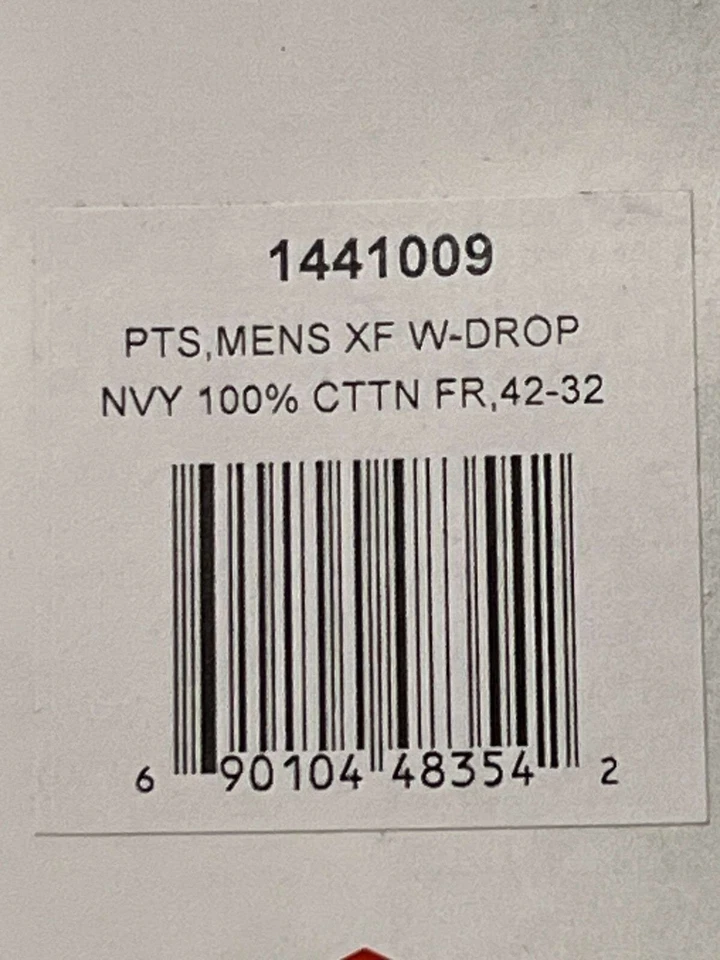 1441009
PTS,MENS XF W-DROP
NVY 100% CTTN FR,42-32
6 90104 48354 2